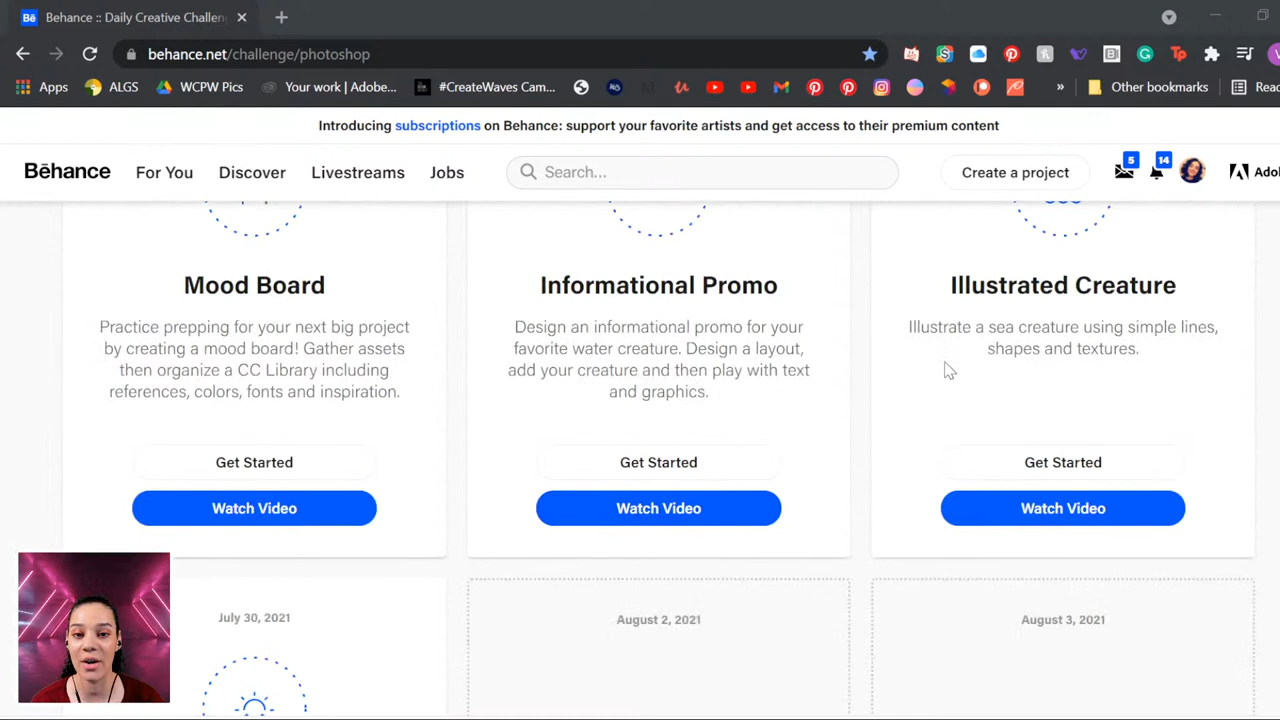 Bē Behance :: Daily Creative Challen
behance.net/challenge/photoshop
Apps ALGS WCPW Pics Your work | Adobe... #CreateWaves Cat... » Other bookmarks
Introducing subscriptions on Behance: support your favorite artists and get access to their premium content
Bēhance For You Discover Livestreams Jobs Search... Create a project 5 14
Mood Board
Practice prepping for your next big project
by creating a mood board! Gather assets
then organize a CC Library including
references, colors, fonts and inspiration.
Get Started
Watch Video
Informational Promo
Design an informational promo for your
favorite water creature. Design a layout,
add your creature and then play with text
and graphics.
Get Started
Watch Video
Illustrated Creature
Illustrate a sea creature using simple lines,
shapes and textures.
Get Started
Watch Video
July 30, 2021
August 2, 2021
August 3, 2021